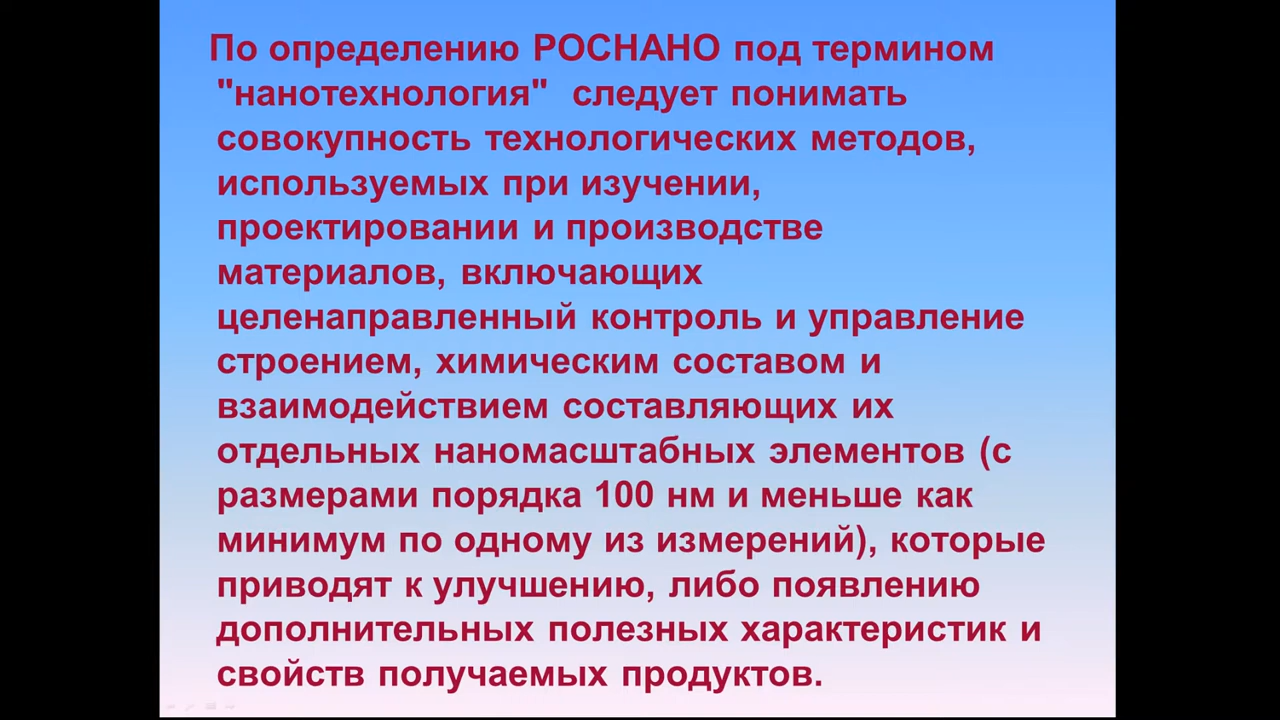 По определению РОСНАНО под термином
"нанотехнология" следует понимать
совокупность технологических методов,
используемых при изучении,
проектировании и производстве
материалов, включающих
целенаправленный контроль и управление
строением, химическим составом и
взаимодействием составляющих их
отдельных наномасштабных элементов (с
размерами порядка 100 нм и меньше как
минимум по одному из измерений), которые
приводят к улучшению, либо появлению
дополнительных полезных характеристик и
свойств получаемых продуктов.